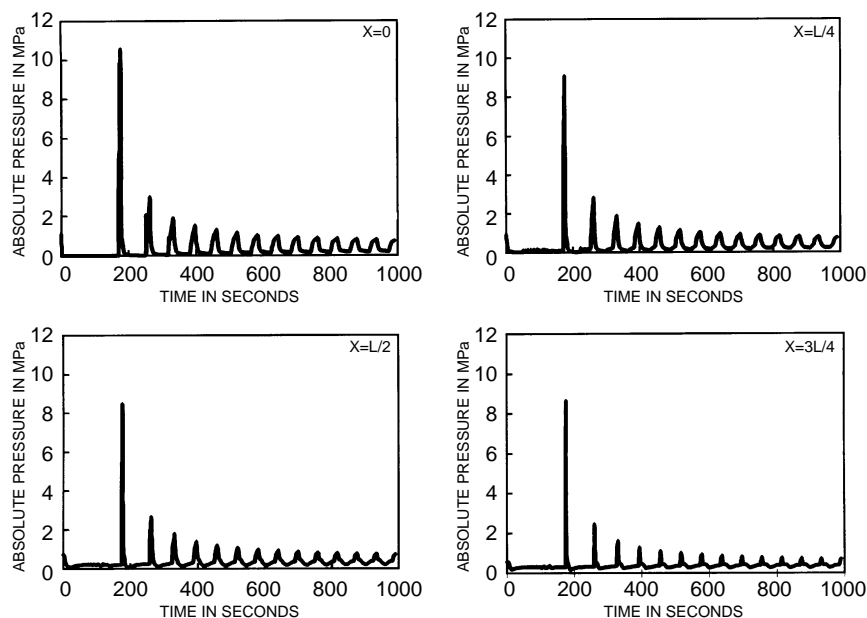 X=0
ABSOLUTE PRESSURE IN MPa
12
10
8
6
4
2
0
0 200 400 600 800 1000
TIME IN SECONDS
X=L/4
ABSOLUTE PRESSURE IN MPa
12
10
8
6
4
2
0
0 200 400 600 800 1000
TIME IN SECONDS
X=L/2
ABSOLUTE PRESSURE IN MPa
12
10
8
6
4
2
0
0 200 400 600 800 1000
TIME IN SECONDS
X=3L/4
ABSOLUTE PRESSURE IN MPa
12
10
8
6
4
2
0
0 200 400 600 800 1000
TIME IN SECONDS